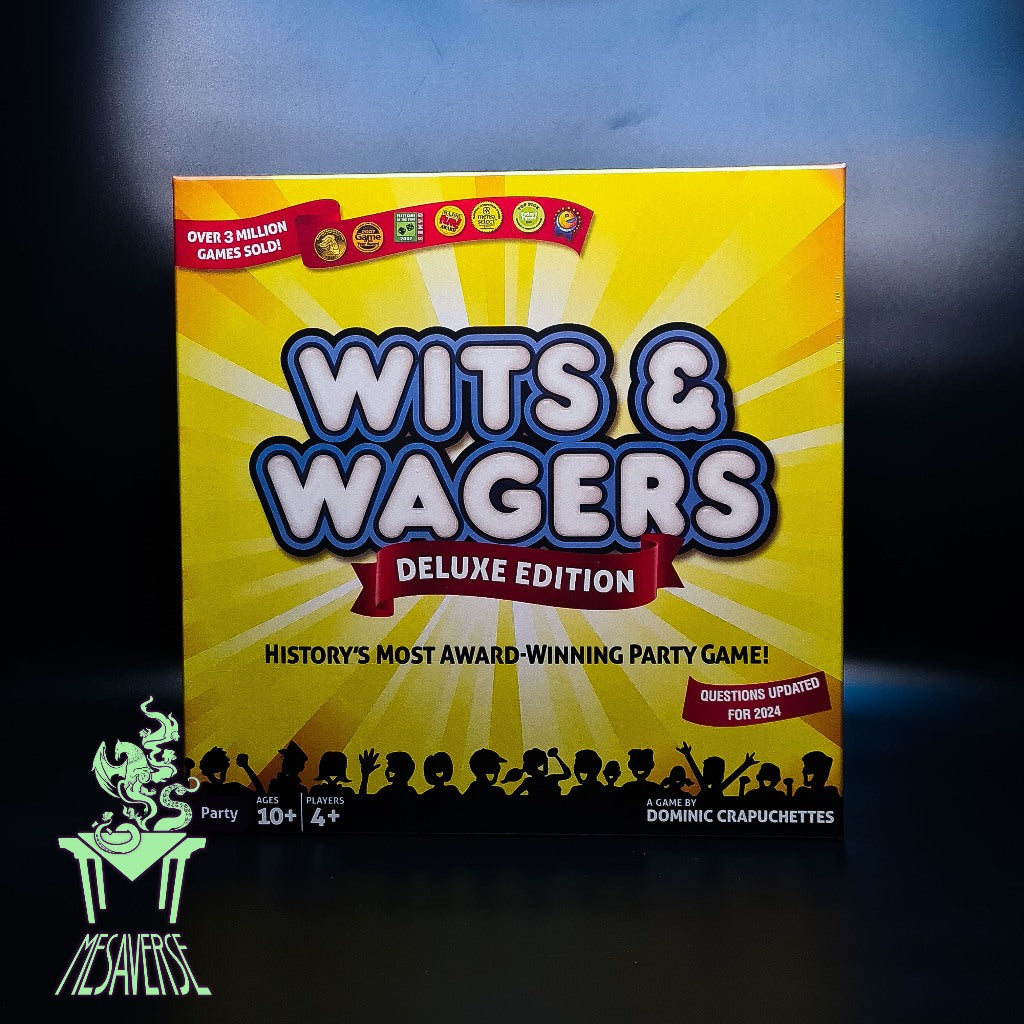 OVER 3 MILLION
GAMES SOLD!
WITS &
WAGERS
DELUXE EDITION
HISTORY'S MOST AWARD-WINNING PARTY GAME!
QUESTIONS UPDATED
FOR 2024
Party
AGES
10+
PLAYERS
4+
A GAME BY
DOMINIC CRAPUCHETTES
MESAVERSE